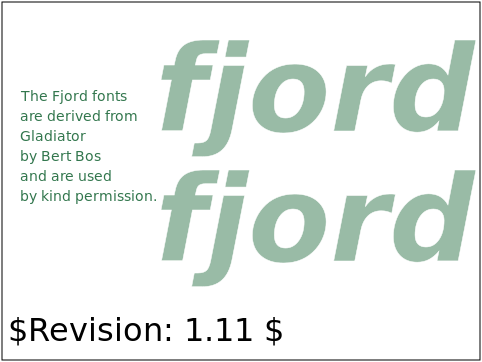 The Fjord fonts
are derived from
Gladiator
by Bert Bos
and are used
by kind permission.
fjord
fjord
$Revision: 1.11 $